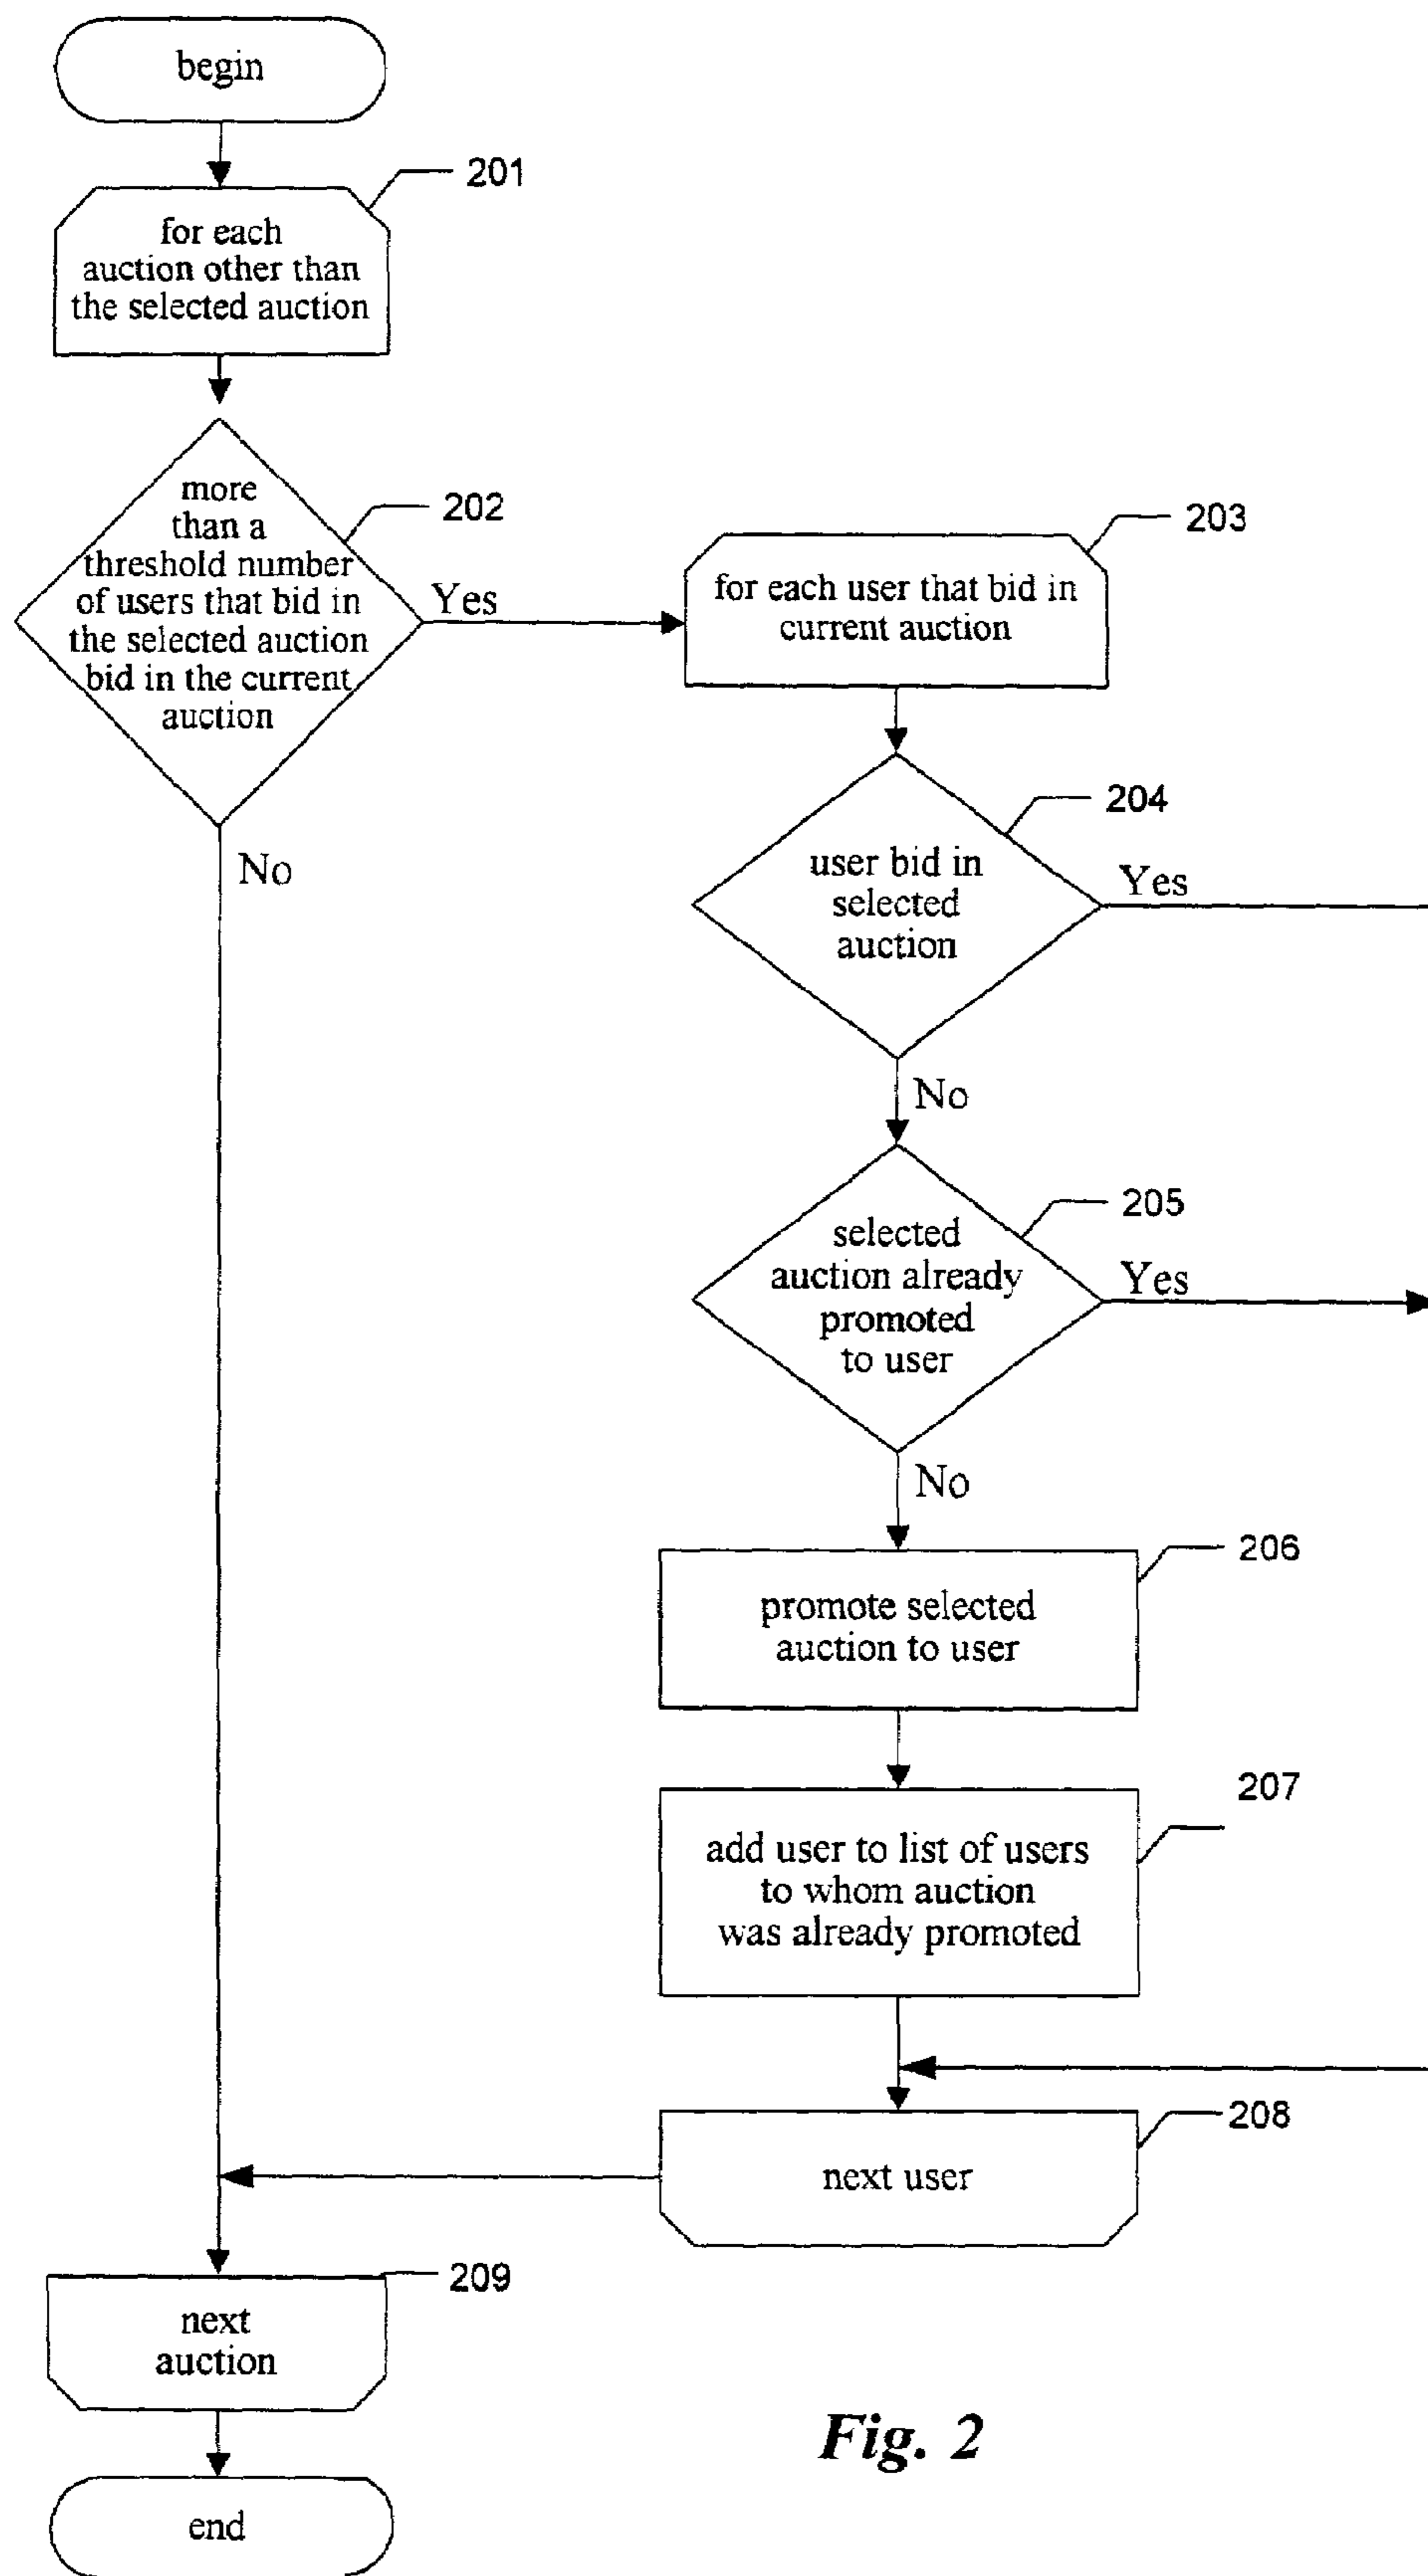 begin
201
for each
auction other than
the selected auction
more
than a
threshold number
of users that bid in
the selected auction
bid in the current
auction
202
Yes
No
203
for each user that bid in
current auction
204
user bid in
selected
auction
Yes
No
205
selected
auction already
promoted
to user
Yes
No
206
promote selected
auction to user
207
add user to list of users
to whom auction
was already promoted
208
next user
209
next
auction
end
Fig. 2